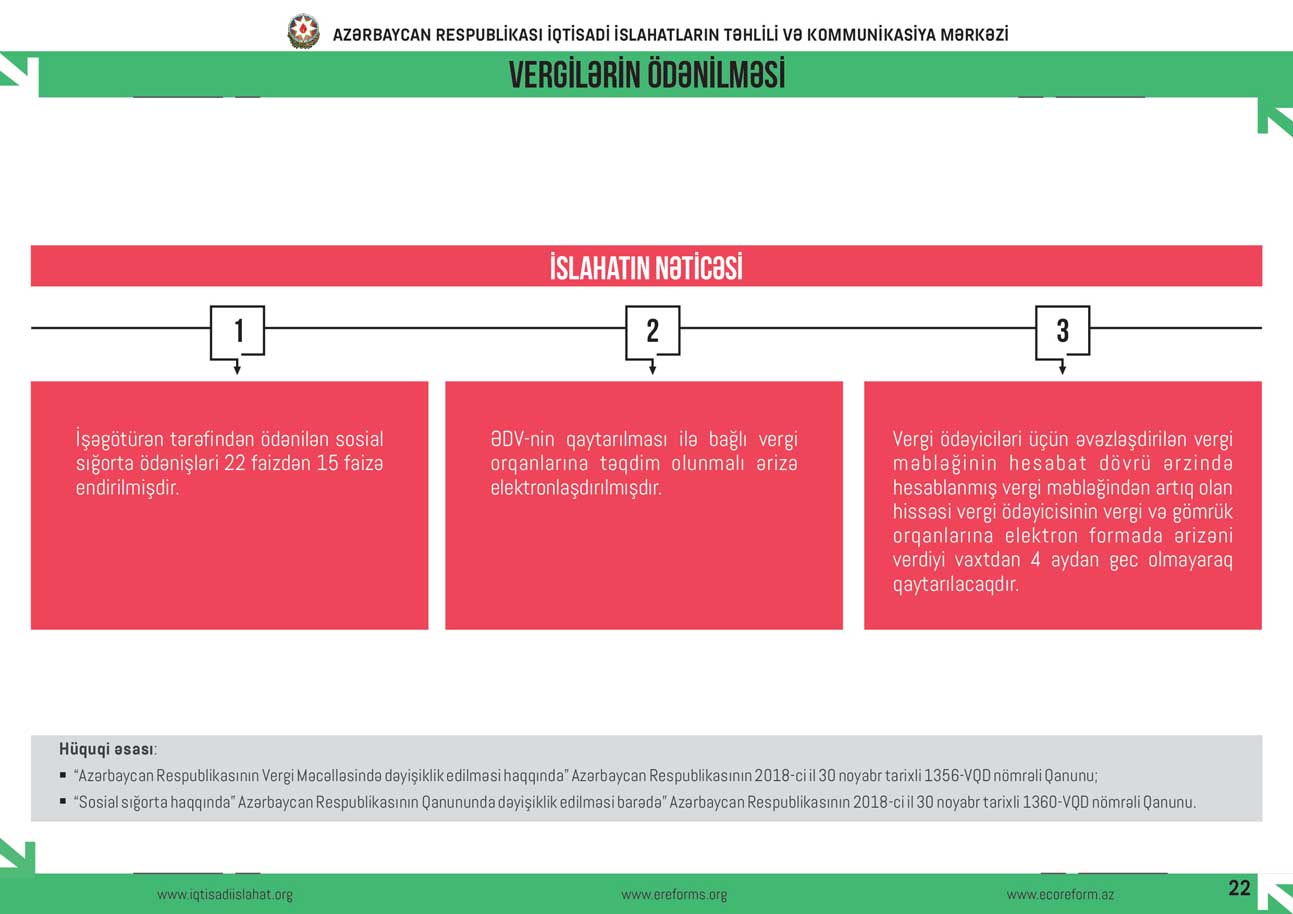 AZƏRBAYCAN RESPUBLİKASI İQTİSADİ İSLAHATLARIN TƏHLİLİ VƏ KOMMUNİKASİYA MƏRKƏZİ
VERGİLƏRİN ÖDƏNİLMƏSİ
İSLAHATIN NƏTİCƏSİ
1
2
3
İşəgötürən tərəfindən ödənilən sosial
sığorta ödənişləri 22 faizdən 15 faizə
endirilmişdir.
ƏDV-nin qaytarılması ilə bağlı vergi
orqanlarına təqdim olunmalı ərizə
elektronlaşdırılmışdır.
Vergi ödəyiciləri üçün əvəzləşdirilən vergi
məbləğinin hesabat dövrü ərzində
hesablanmış vergi məbləğindən artıq olan
hissəsi vergi ödəyicisinin vergi və gömrük
orqanlarına elektron formada ərizəni
verdiyi vaxtdan 4 aydan gec olmayaraq
qaytarılacaqdır.
Hüquqi əsası:
▪ “Azərbaycan Respublikasının Vergi Məcəlləsində dəyişiklik edilməsi haqqında” Azərbaycan Respublikasının 2018-ci il 30 noyabr tarixli 1356-VQD nömrəli Qanunu;
▪ “Sosial sığorta haqqında” Azərbaycan Respublikasının Qanununda dəyişiklik edilməsi barədə” Azərbaycan Respublikasının 2018-ci il 30 noyabr tarixli 1360-VQD nömrəli Qanunu.
www.iqtisadiislahat.org
www.ereforms.org
www.ecoreform.az
22